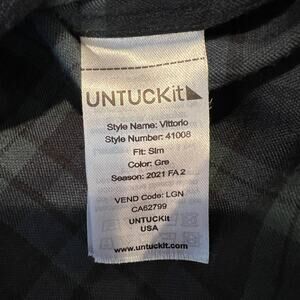 UNTUCKit
Style Name: Vittorio
Style Number: 41008
Fit: Slm
Color: Gre
Season: 2021 FA 2
VEND Code: LGN
CA62799
UNTUCKit
USA
www.untuckit.com